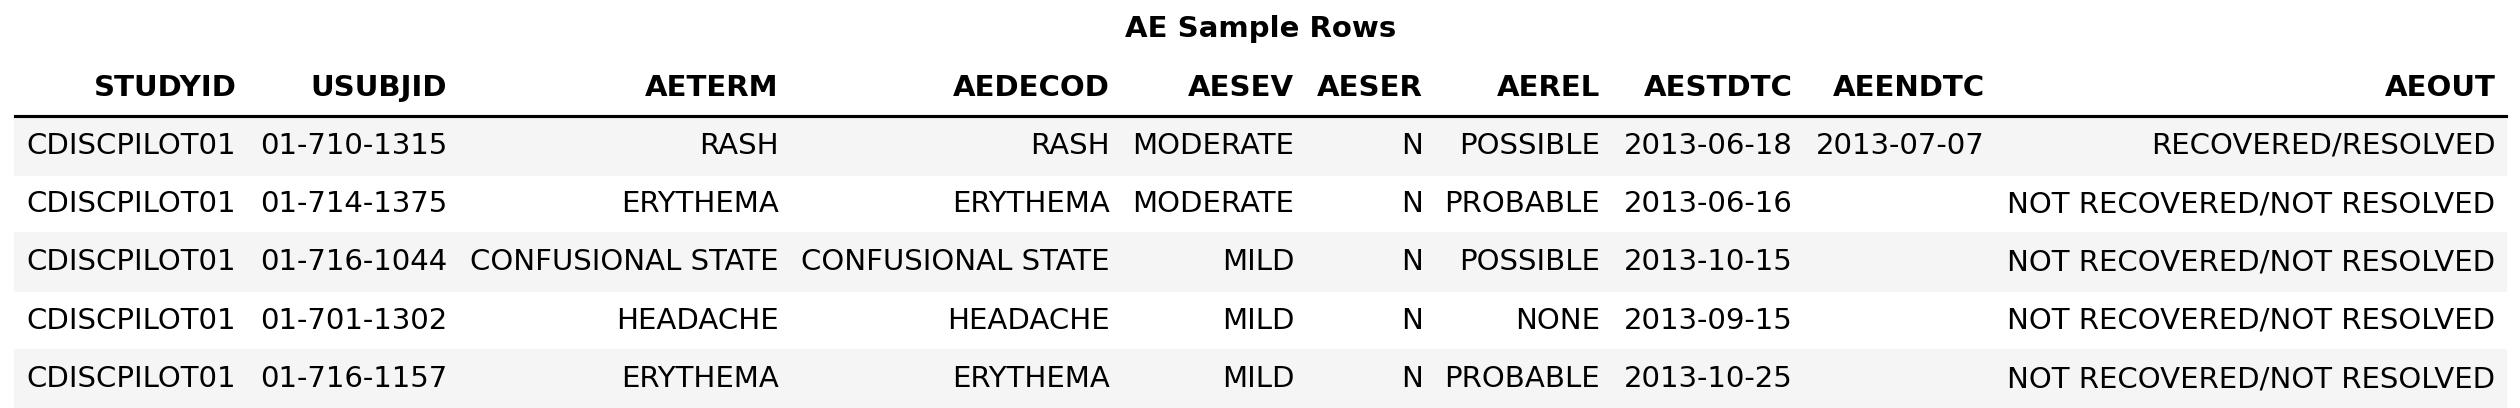 AE Sample Rows
STUDYID USUBJID AETERM AEDECOD AESEV AESER AEREL AESTDTC AEENDTC AEOUT
CDISCPILOT01 01-710-1315 RASH RASH MODERATE N POSSIBLE 2013-06-18 2013-07-07 RECOVERED/RESOLVED
CDISCPILOT01 01-714-1375 ERYTHEMA ERYTHEMA MODERATE N PROBABLE 2013-06-16 NOT RECOVERED/NOT RESOLVED
CDISCPILOT01 01-716-1044 CONFUSIONAL STATE CONFUSIONAL STATE MILD N POSSIBLE 2013-10-15 NOT RECOVERED/NOT RESOLVED
CDISCPILOT01 01-701-1302 HEADACHE HEADACHE MILD N NONE 2013-09-15 NOT RECOVERED/NOT RESOLVED
CDISCPILOT01 01-716-1157 ERYTHEMA ERYTHEMA MILD N PROBABLE 2013-10-25 NOT RECOVERED/NOT RESOLVED